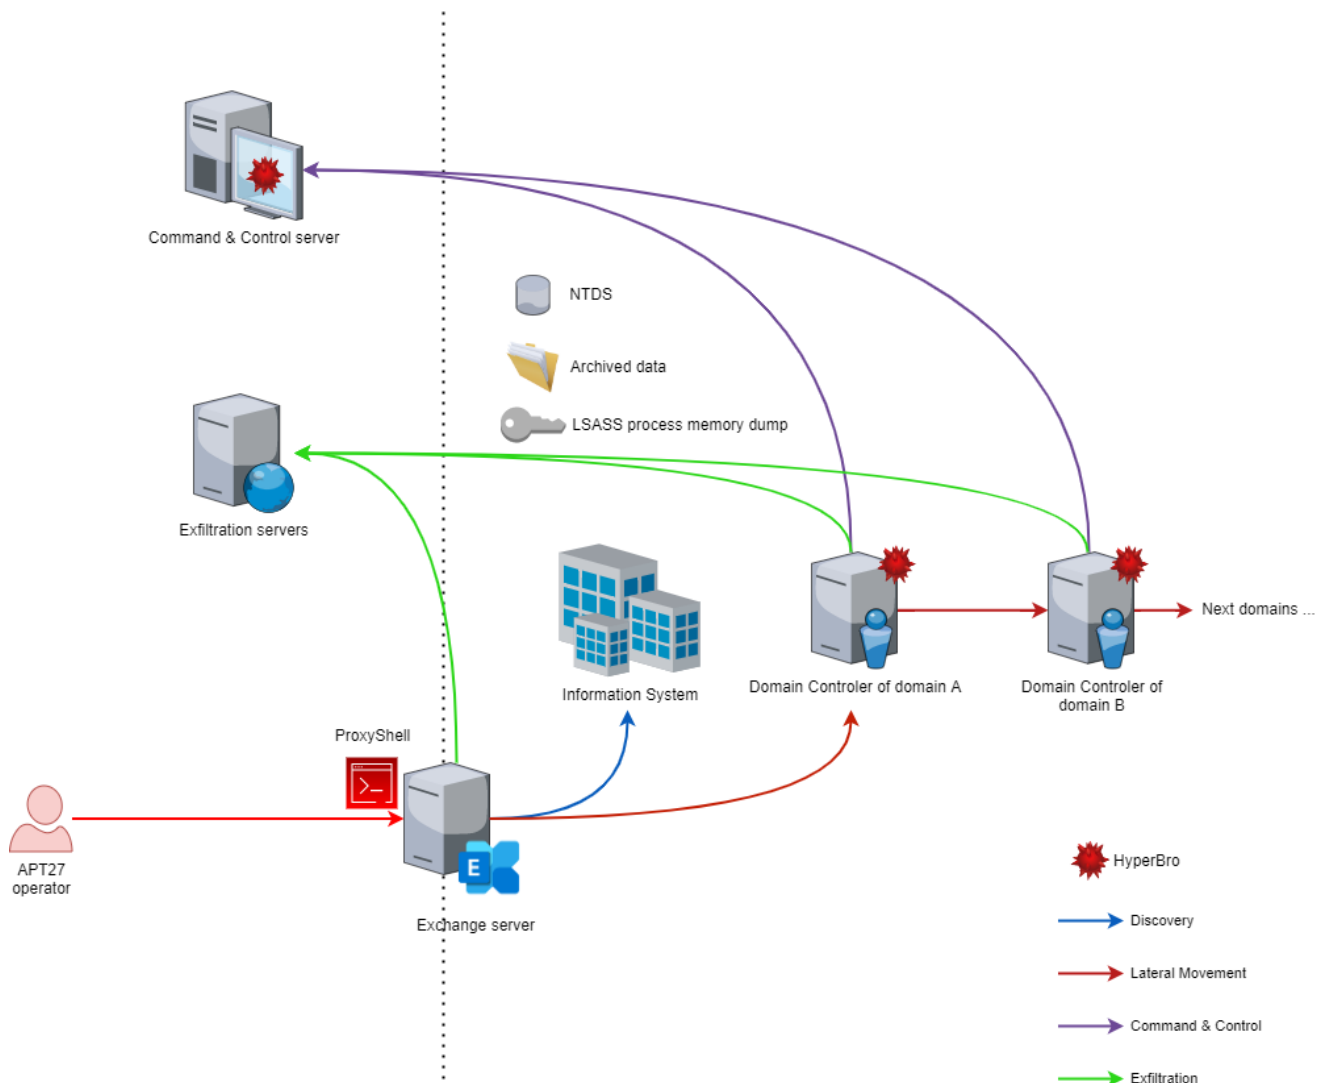 Command & Control server
NTDS
Archived data
LSASS process memory dump
Exfiltration servers
Next domains ...
Information System
Domain Controler of domain A
Domain Controler of
domain B
ProxyShell
E
APT27
operator
Exchange server
HyperBro
Discovery
Lateral Movement
Command & Control
Exfiltration